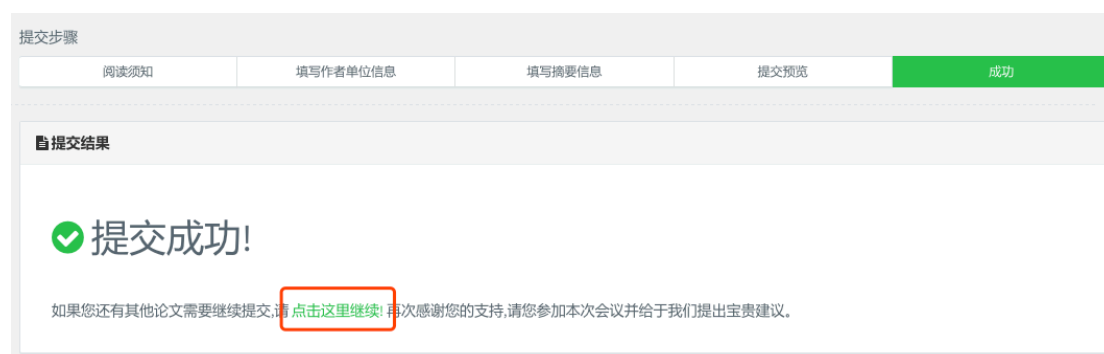 提交步骤
阅读须知 填写作者单位信息 填写摘要信息 提交预览 成功
提交结果
提交成功!
如果您还有其他论文需要继续提交,请 点击这里继续! 再次感谢您的支持,请您参加本次会议并给于我们提出宝贵建议。